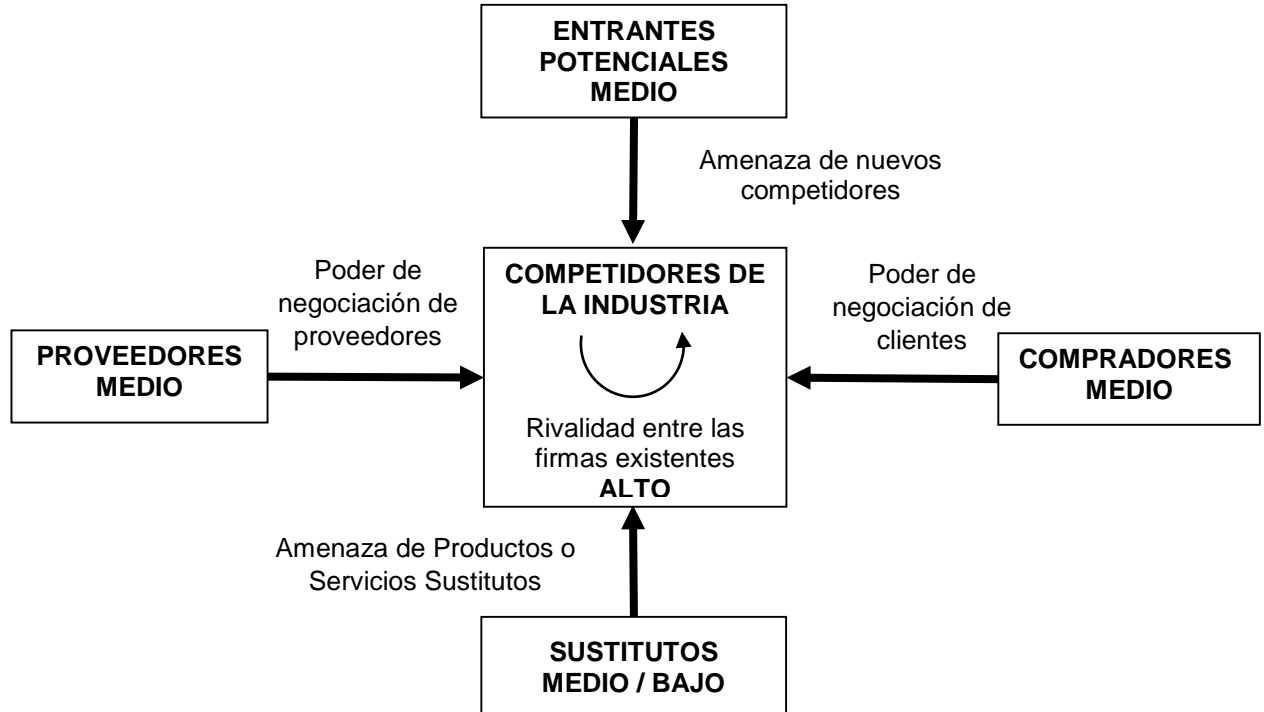 ENTRANTES
POTENCIALES
MEDIO
Amenaza de nuevos
competidores
Poder de
negociación de
proveedores
PROVEEDORES
MEDIO
COMPETIDORES DE
LA INDUSTRIA
Rivalidad entre las
firmas existentes
ALTO
Poder de
negociación de
clientes
COMPRADORES
MEDIO
Amenaza de Productos o
Servicios Sustitutos
SUSTITUTOS
MEDIO / BAJO